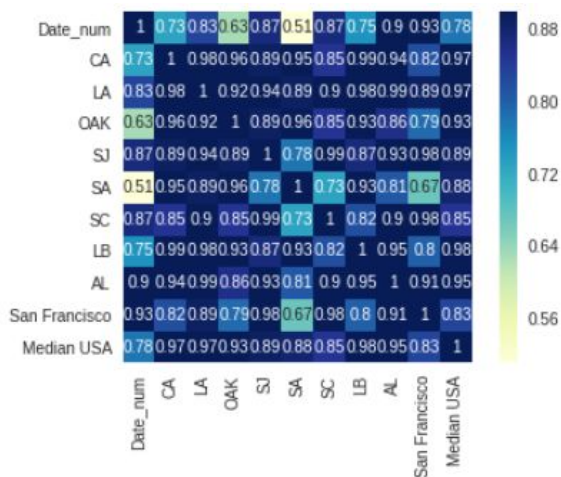 Date_num 1 0.73 0.83 0.63 0.87 0.51 0.87 0.75 0.9 0.93 0.78
CA 0.73 1 0.98 0.96 0.89 0.95 0.85 0.99 0.94 0.82 0.97
LA 0.83 0.98 1 0.92 0.94 0.89 0.9 0.98 0.99 0.89 0.97
OAK 0.63 0.96 0.92 1 0.89 0.96 0.85 0.93 0.86 0.79 0.93
SJ 0.87 0.89 0.94 0.89 1 0.78 0.99 0.87 0.93 0.98 0.89
SA 0.51 0.95 0.89 0.96 0.78 1 0.73 0.93 0.81 0.67 0.88
SC 0.87 0.85 0.9 0.85 0.99 0.73 1 0.82 0.9 0.98 0.85
LB 0.75 0.99 0.98 0.93 0.87 0.93 0.82 1 0.95 0.8 0.98
AL 0.9 0.94 0.99 0.86 0.93 0.81 0.9 0.95 1 0.91 0.95
San Francisco 0.93 0.82 0.89 0.79 0.98 0.67 0.98 0.8 0.91 1 0.83
Median USA 0.78 0.97 0.97 0.93 0.89 0.88 0.85 0.98 0.95 0.83 1
Date_num
CA
LA
OAK
SJ
SA
SC
LB
AL
San Francisco
Median USA
0.88
0.80
0.72
0.64
0.56